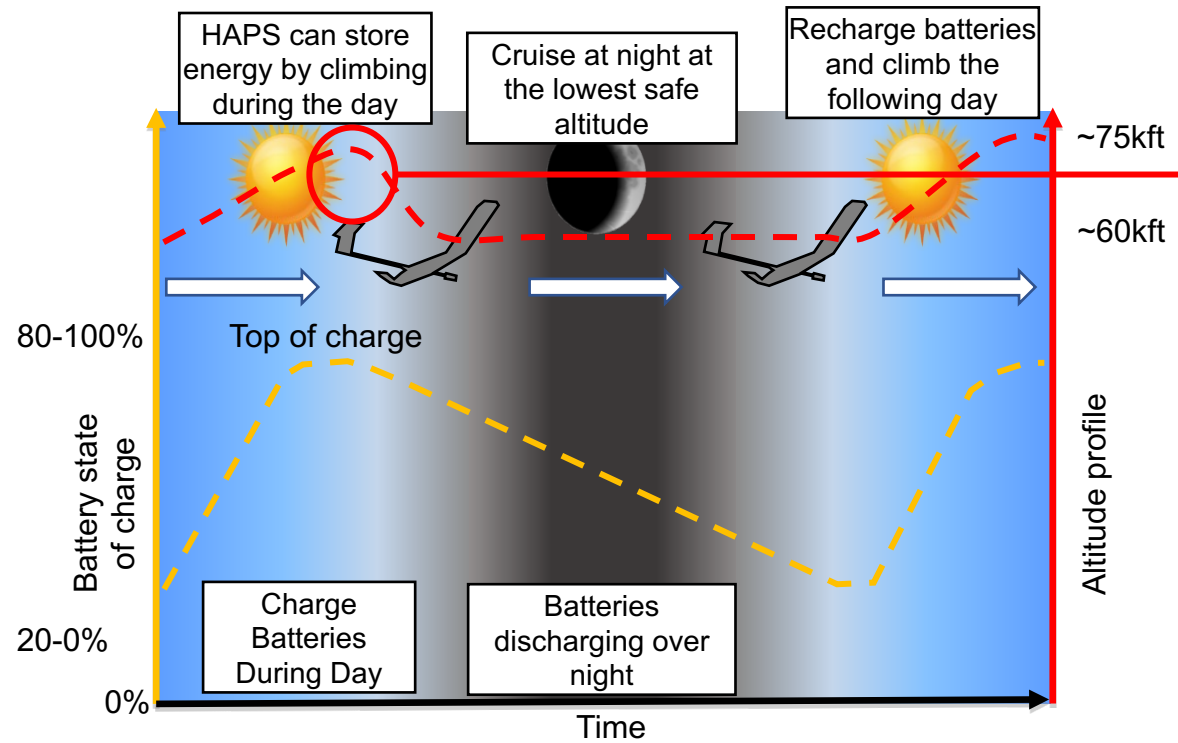 HAPS can store
energy by climbing
during the day
Cruise at night at
the lowest safe
altitude
Recharge batteries
and climb the
following day
~75kft
~60kft
80-100%
Top of charge
Battery state
of charge
Altitude profile
20-0%
Charge
Batteries
During Day
Batteries
discharging over
night
0%
Time